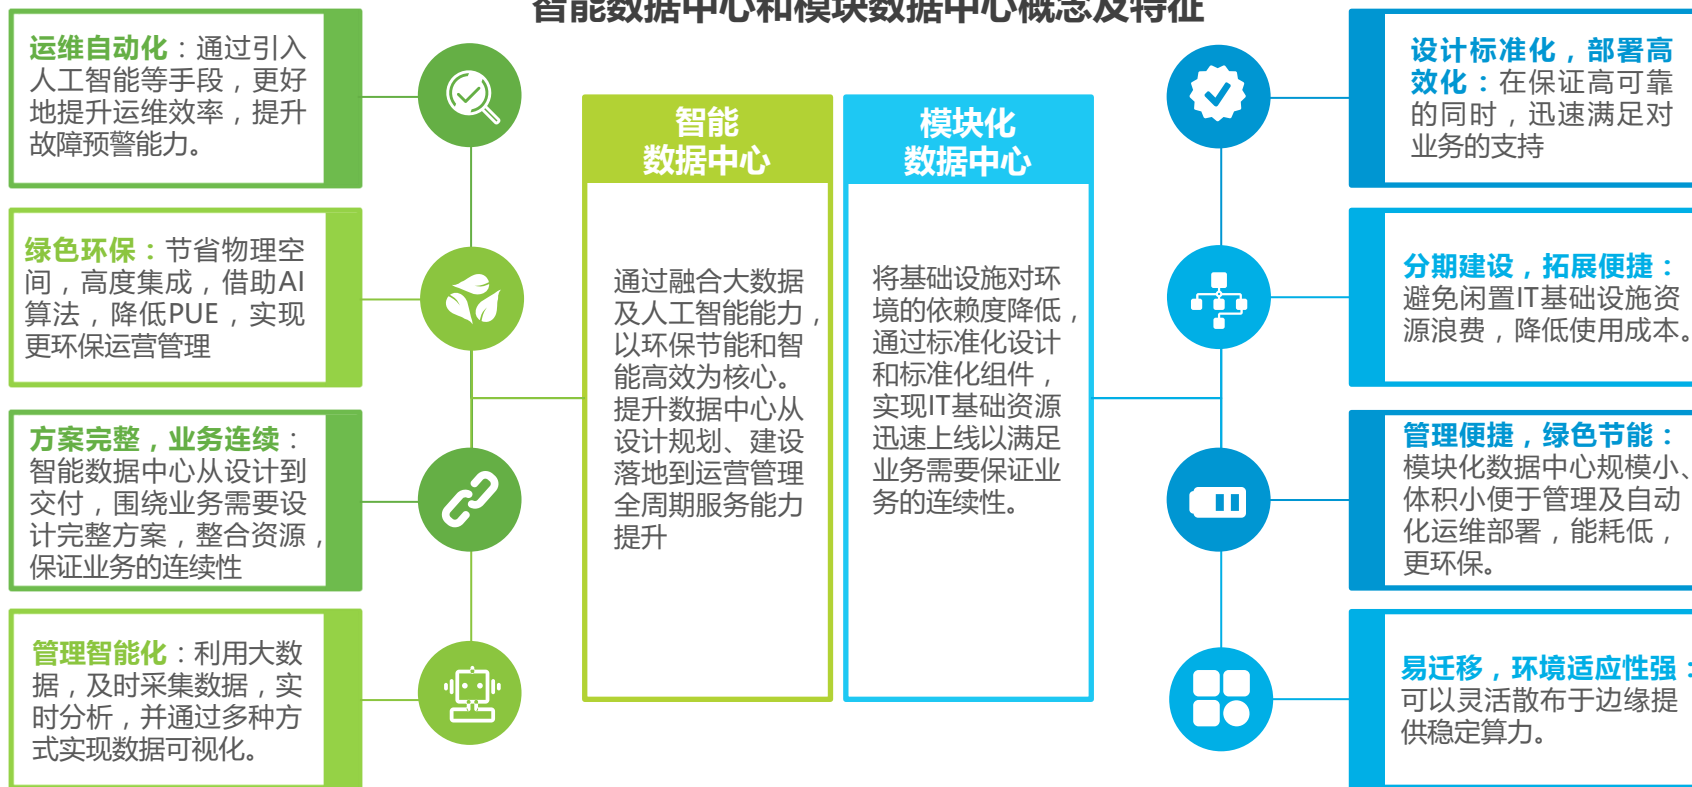 智能数据中心和模块数据中心概念及特征
运维自动化：通过引入
人工智能等手段，更好
地提升运维效率，提升
故障预警能力。
绿色环保：节省物理空
间，高度集成，借助AI
算法，降低PUE，实现
更环保运营管理
方案完整，业务连续：
智能数据中心从设计到
交付，围绕业务需要设
计完整方案，整合资源，
保证业务的连续性
管理智能化：利用大数
据，及时采集数据，实
时分析，并通过多种方
式实现数据可视化。
智能
数据中心
通过融合大数据
及人工智能能力，
以环保节能和智
能高效为核心。
提升数据中心从
设计规划、建设
落地到运营管理
全周期服务能力
提升
模块化
数据中心
将基础设施对环
境的依赖度降低，
通过标准化设计
和标准化组件，
实现IT基础资源
迅速上线以满足
业务需要保证业
务的连续性。
设计标准化，部署高
效化：在保证高可靠
的同时，迅速满足对
业务的支持
分期建设，拓展便捷：
避免闲置IT基础设施资
源浪费，降低使用成本。
管理便捷，绿色节能：
模块化数据中心规模小、
体积小便于管理及自动
化运维部署，能耗低，
更环保。
易迁移，环境适应性强：
可以灵活散布于边缘提
供稳定算力。